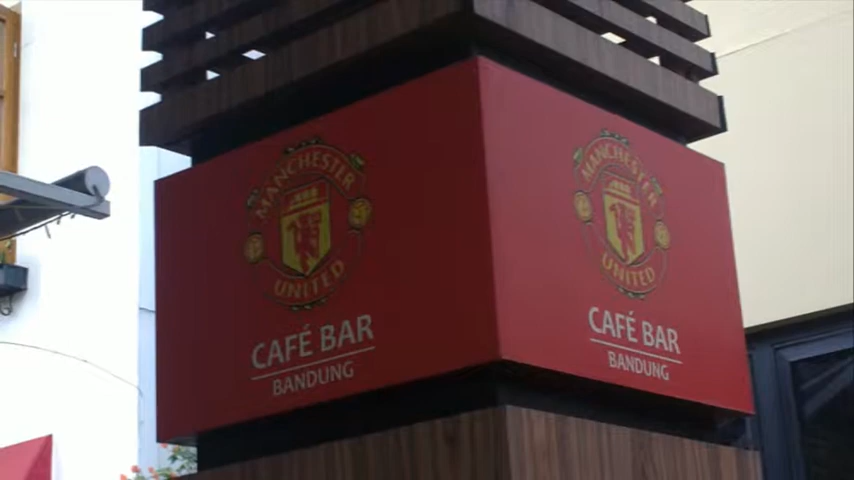 MANCHESTER
UNITED
CAFÉ BAR
BANDUNG
MANCHESTER
UNITED
CAFÉ BAR
BANDUNG